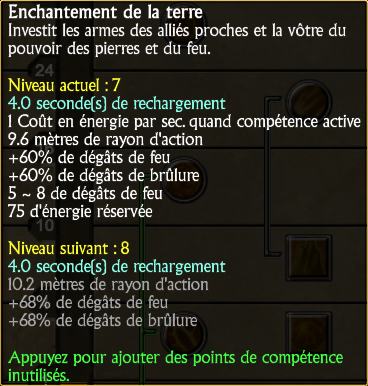 Enchantement de la terre
Investit les armes des alliés proches et la vôtre du
pouvoir des pierres et du feu.
24
Niveau actuel : 7
4.0 seconde(s) de rechargement
1 Coût en énergie par sec. quand compétence active
9.6 mètres de rayon d'action
+60% de dégâts de feu
+60% de dégâts de brûlure
5 ~ 8 de dégâts de feu
75 d'énergie réservée
10
Niveau suivant : 8
4.0 seconde(s) de rechargement
10.2 mètres de rayon d'action
+68% de dégâts de feu
+68% de dégâts de brûlure
Appuyez pour ajouter des points de compétence
inutilisés.